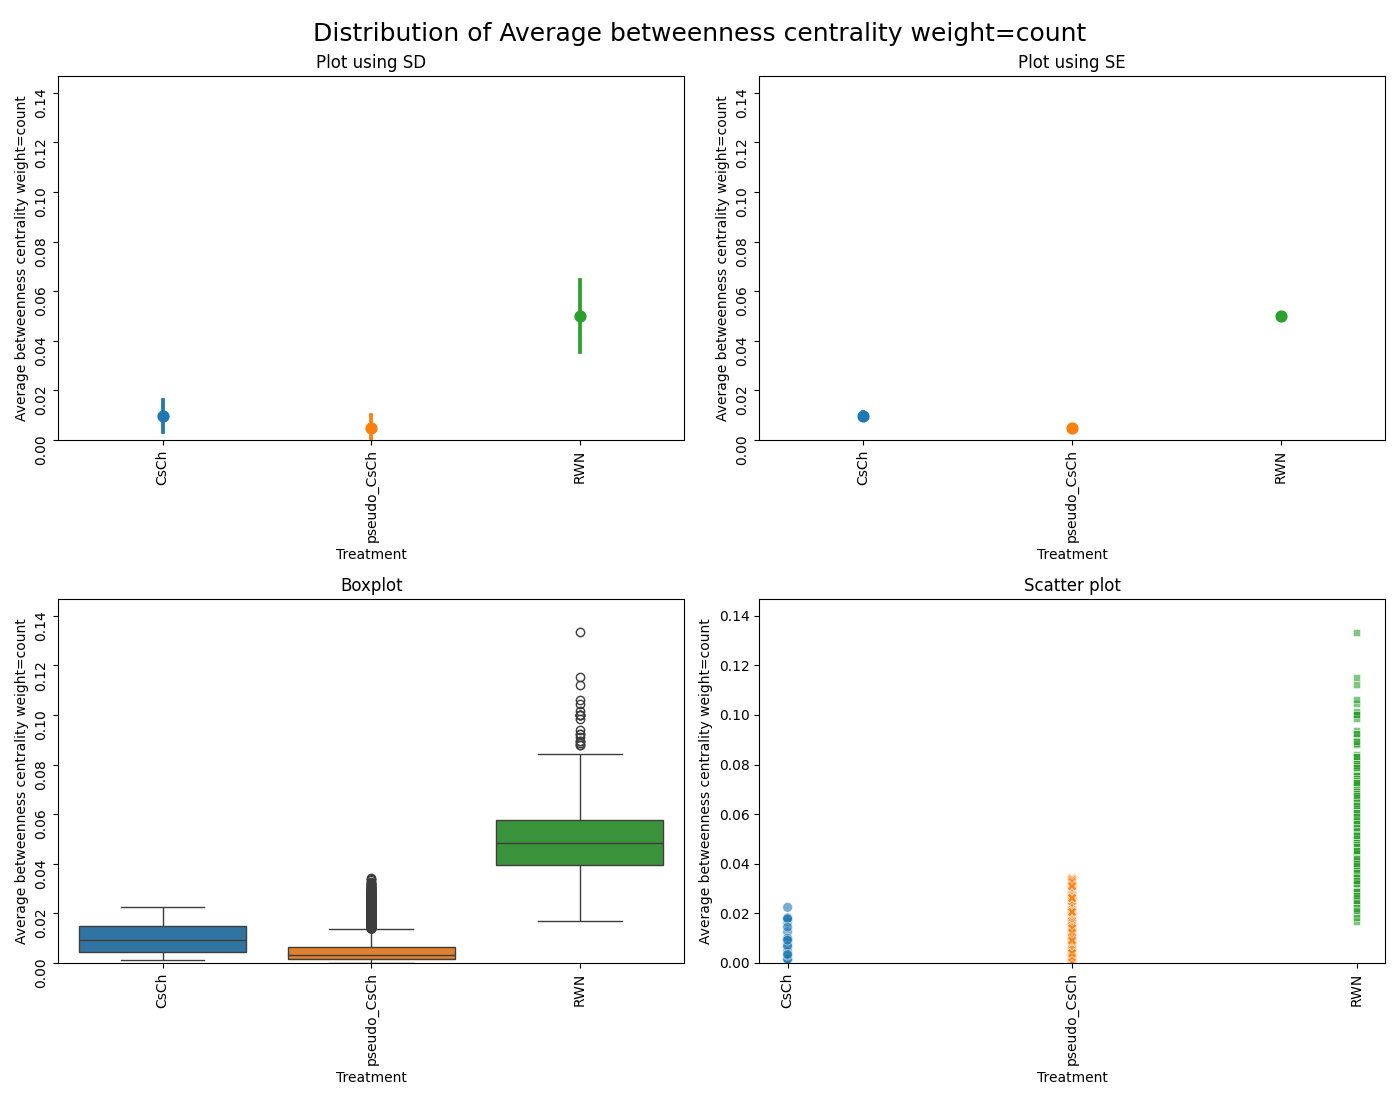 Distribution of Average betweenness centrality weight=count
Plot using SD
Average betweenness centrality weight=count
0.14
0.12
0.10
0.08
0.06
0.04
0.02
0.00
CsCh
pseudo_CsCh
RWN
Treatment
Plot using SE
Average betweenness centrality weight=count
0.14
0.12
0.10
0.08
0.06
0.04
0.02
0.00
CsCh
pseudo_CsCh
RWN
Treatment
Boxplot
Average betweenness centrality weight=count
0.14
0.12
0.10
0.08
0.06
0.04
0.02
0.00
CsCh
pseudo_CsCh
RWN
Treatment
Scatter plot
Average betweenness centrality weight=count
0.14
0.12
0.10
0.08
0.06
0.04
0.02
0.00
CsCh
pseudo_CsCh
RWN
Treatment